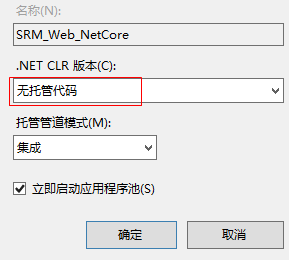 名称(N):
SRM_Web_NetCore
.NET CLR 版本(C):
无托管代码
托管管道模式(M):
集成
立即启动应用程序池(S)
确定
取消